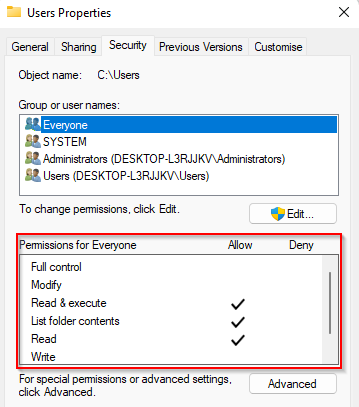 Users Properties
General Sharing Security Previous Versions Customise
Object name: C:\Users
Group or user names:
Everyone
SYSTEM
Administrators (DESKTOP-L3RJJKV\Administrators)
Users (DESKTOP-L3RJJKV\Users)
To change permissions, click Edit.
Edit...
Permissions for Everyone Allow Deny
Full control
Modify
Read & execute
List folder contents
Read
Write
For special permissions or advanced settings,
click Advanced.
Advanced